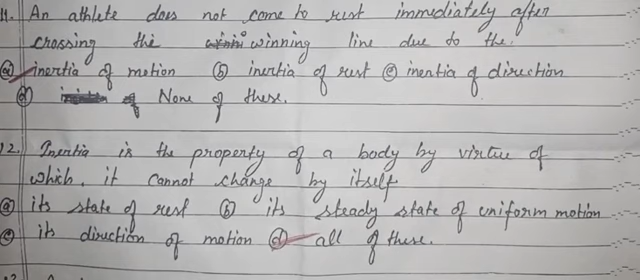 11. An athlete does not come to rest immediately after
crossing the winning line due to the.
(a) inertia of motion (b) inertia of rest (c) inertia of direction
(d) None of these.
12. Inertia is the property of a body by virtue of
which, it cannot change by itself
(a) its state of rest (b) its steady state of uniform motion
(c) its direction of motion (d) all of these.